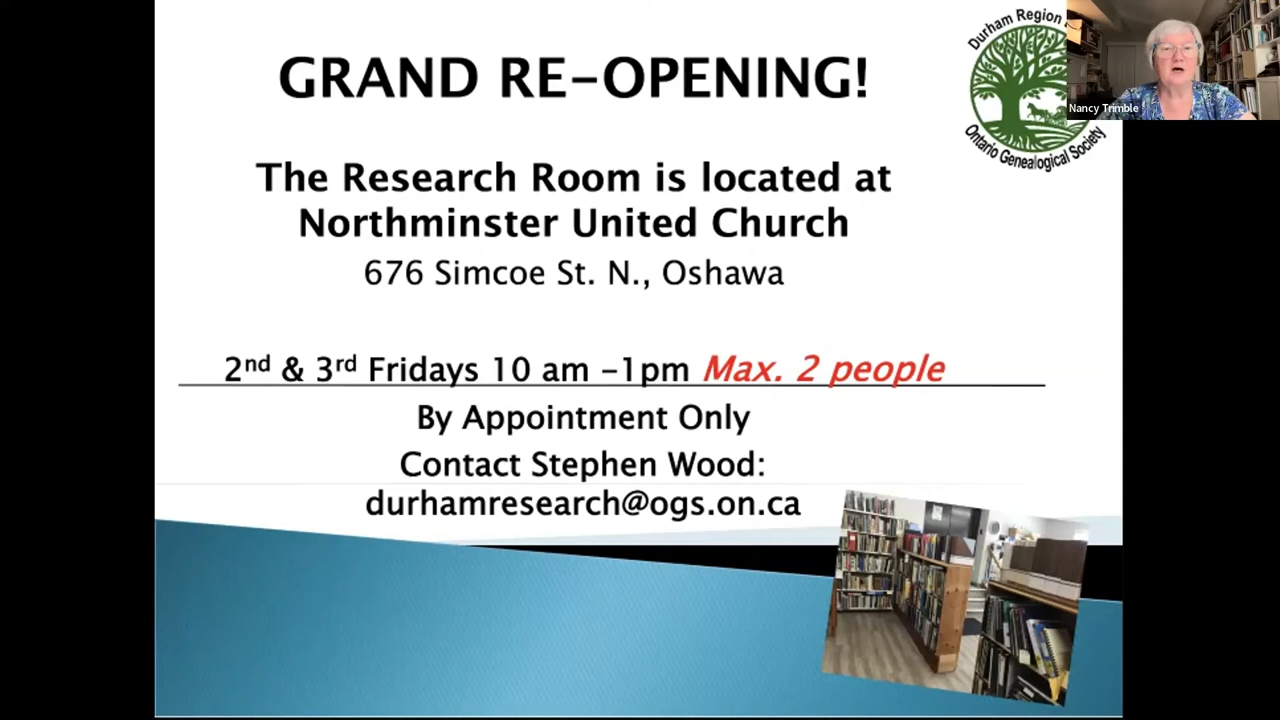 GRAND RE-OPENING!
Durham Region
Ontario Genealogical Society
Nancy Trimble
The Research Room is located at
Northminster United Church
676 Simcoe St. N., Oshawa
2nd & 3rd Fridays 10 am -1pm Max. 2 people
By Appointment Only
Contact Stephen Wood:
durhamresearch@ogs.on.ca